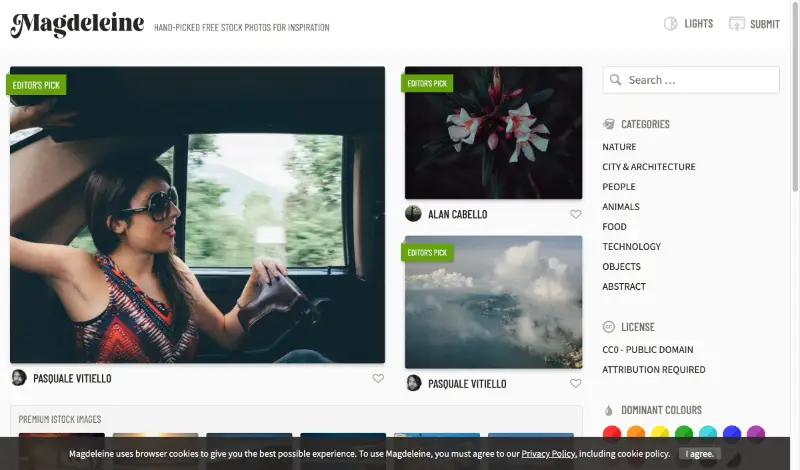 Magdeleine
HAND-PICKED FREE STOCK PHOTOS FOR INSPIRATION
LIGHTS
SUBMIT
EDITOR'S PICK
PASQUALE VITIELLO
EDITOR'S PICK
ALAN CABELLO
EDITOR'S PICK
PASQUALE VITIELLO
PREMIUM ISTOCK IMAGES
Search …
CATEGORIES
NATURE
CITY & ARCHITECTURE
PEOPLE
ANIMALS
FOOD
TECHNOLOGY
OBJECTS
ABSTRACT
LICENSE
CC0 - PUBLIC DOMAIN
ATTRIBUTION REQUIRED
DOMINANT COLOURS
Magdeleine uses browser cookies to give you the best possible experience. To use Magdeleine, you must agree to our Privacy Policy, including cookie policy.
I agree.